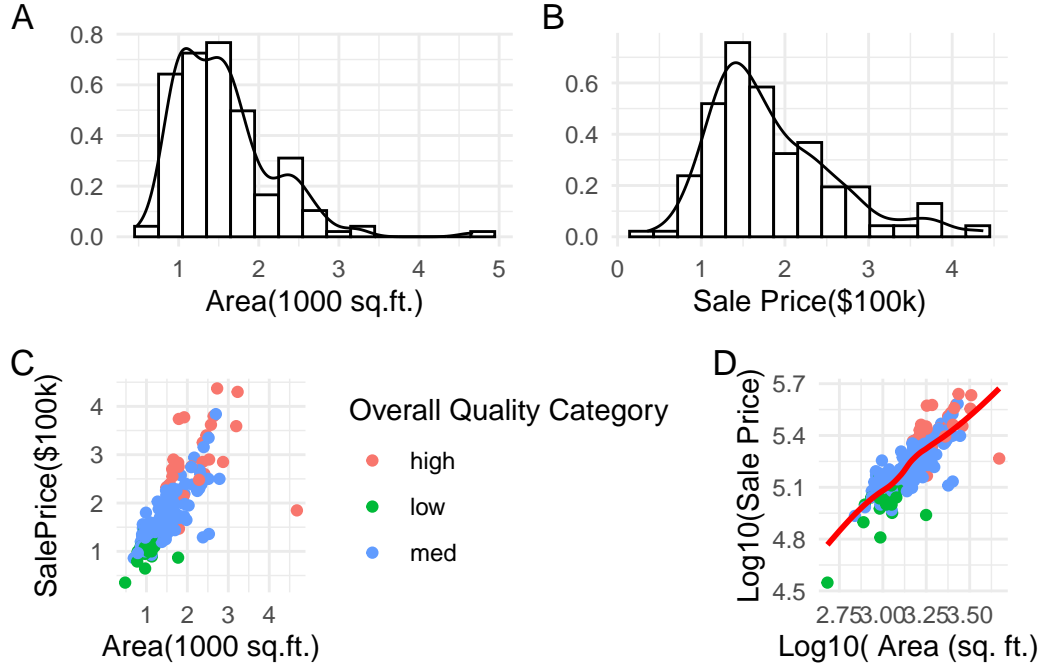 A
0.8
0.6
0.4
0.2
0.0
1 2 3 4 5
Area(1000 sq.ft.)
B
0.6
0.4
0.2
0.0
0 1 2 3 4
Sale Price($100k)
C
SalePrice($100k)
4
3
2
1
1 2 3 4
Area(1000 sq.ft.)
Overall Quality Category
high
low
med
D
Log10(Sale Price)
5.7
5.4
5.1
4.8
4.5
2.75 3.00 3.25 3.50
Log10( Area (sq. ft.)